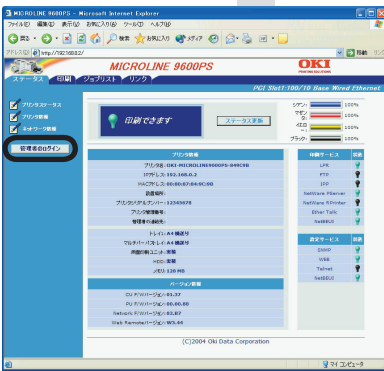 MICROLINE 9600PS - Microsoft Internet Explorer
ファイル(F) 編集(E) 表示(V) お気に入り(A) ツール(T) ヘルプ(H)
戻る 検索 お気に入り メディア
アドレス(D) http://192.168.0.2/ 移動 リンク
MICROLINE 9600PS
OKI
PRINTING SOLUTIONS
ステータス 印刷 ジョブリスト リンク
PCI Slot1:100/10 Base Wired Ethernet
プリンタステータス
プリンタ情報
ネットワーク情報
管理者のログイン
印刷できます
ステータス更新
シアン: 100%
マゼンタ: 100%
イエロー: 100%
ブラック: 100%
プリンタ情報
プリンタ名: OKI-MICROLINE9600PS-849C9B
IPアドレス: 192.168.0.2
MACアドレス: 00:80:87:84:9C:9B
設置場所:
プリンタシリアルナンバー: 12345678
プリンタ管理番号:
管理者の連絡先:
トレイ1: A4 横送り
マルチパーパストレイ: A4 横送り
両面印刷ユニット: 実装
HDD: 実装
メモリ: 128 MB
バージョン情報
CU F/Wバージョン: 01.37
PU F/Wバージョン: 00.00.88
Network F/Wバージョン: 03.87
Web Remoteバージョン: W3.44
印刷サービス 状態
LPR
FTP
IPP
NetWare PServer
NetWare RPrinter
Ether Talk
NetBEUI
設定サービス 状態
SNMP
WEB
Telnet
NetBEUI
(C)2004 Oki Data Corporation
マイ コンピュータ